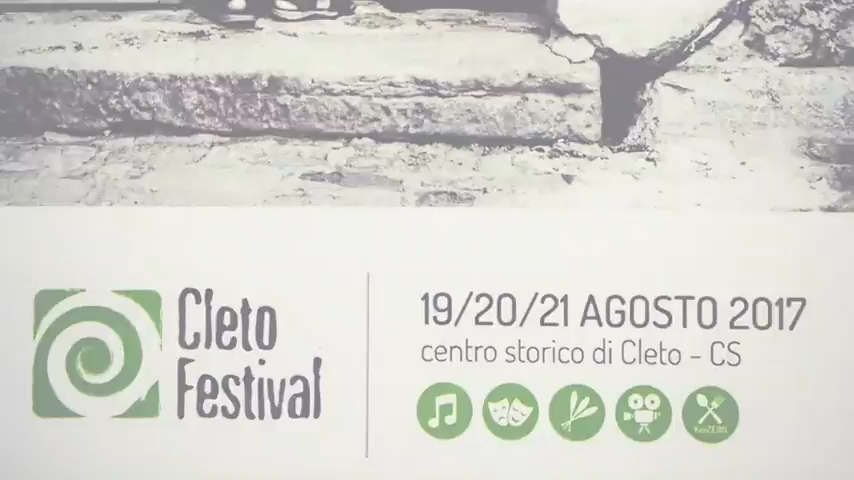 Cleto
Festival
19/20/21 AGOSTO 2017
centro storico di Cleto - CS